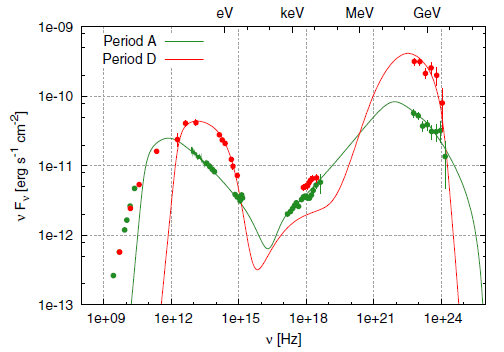 eV keV MeV GeV
1e-09
Period A
Period D
1e-10
1e-11
1e-12
1e-13
ν Fν [erg s-1 cm-2]
1e+09 1e+12 1e+15 1e+18 1e+21 1e+24
ν [Hz]